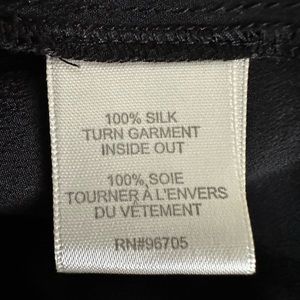 100% SILK
TURN GARMENT
INSIDE OUT
100% SOIE
TOURNER À L'ENVERS
DU VÊTEMENT
RN#96705